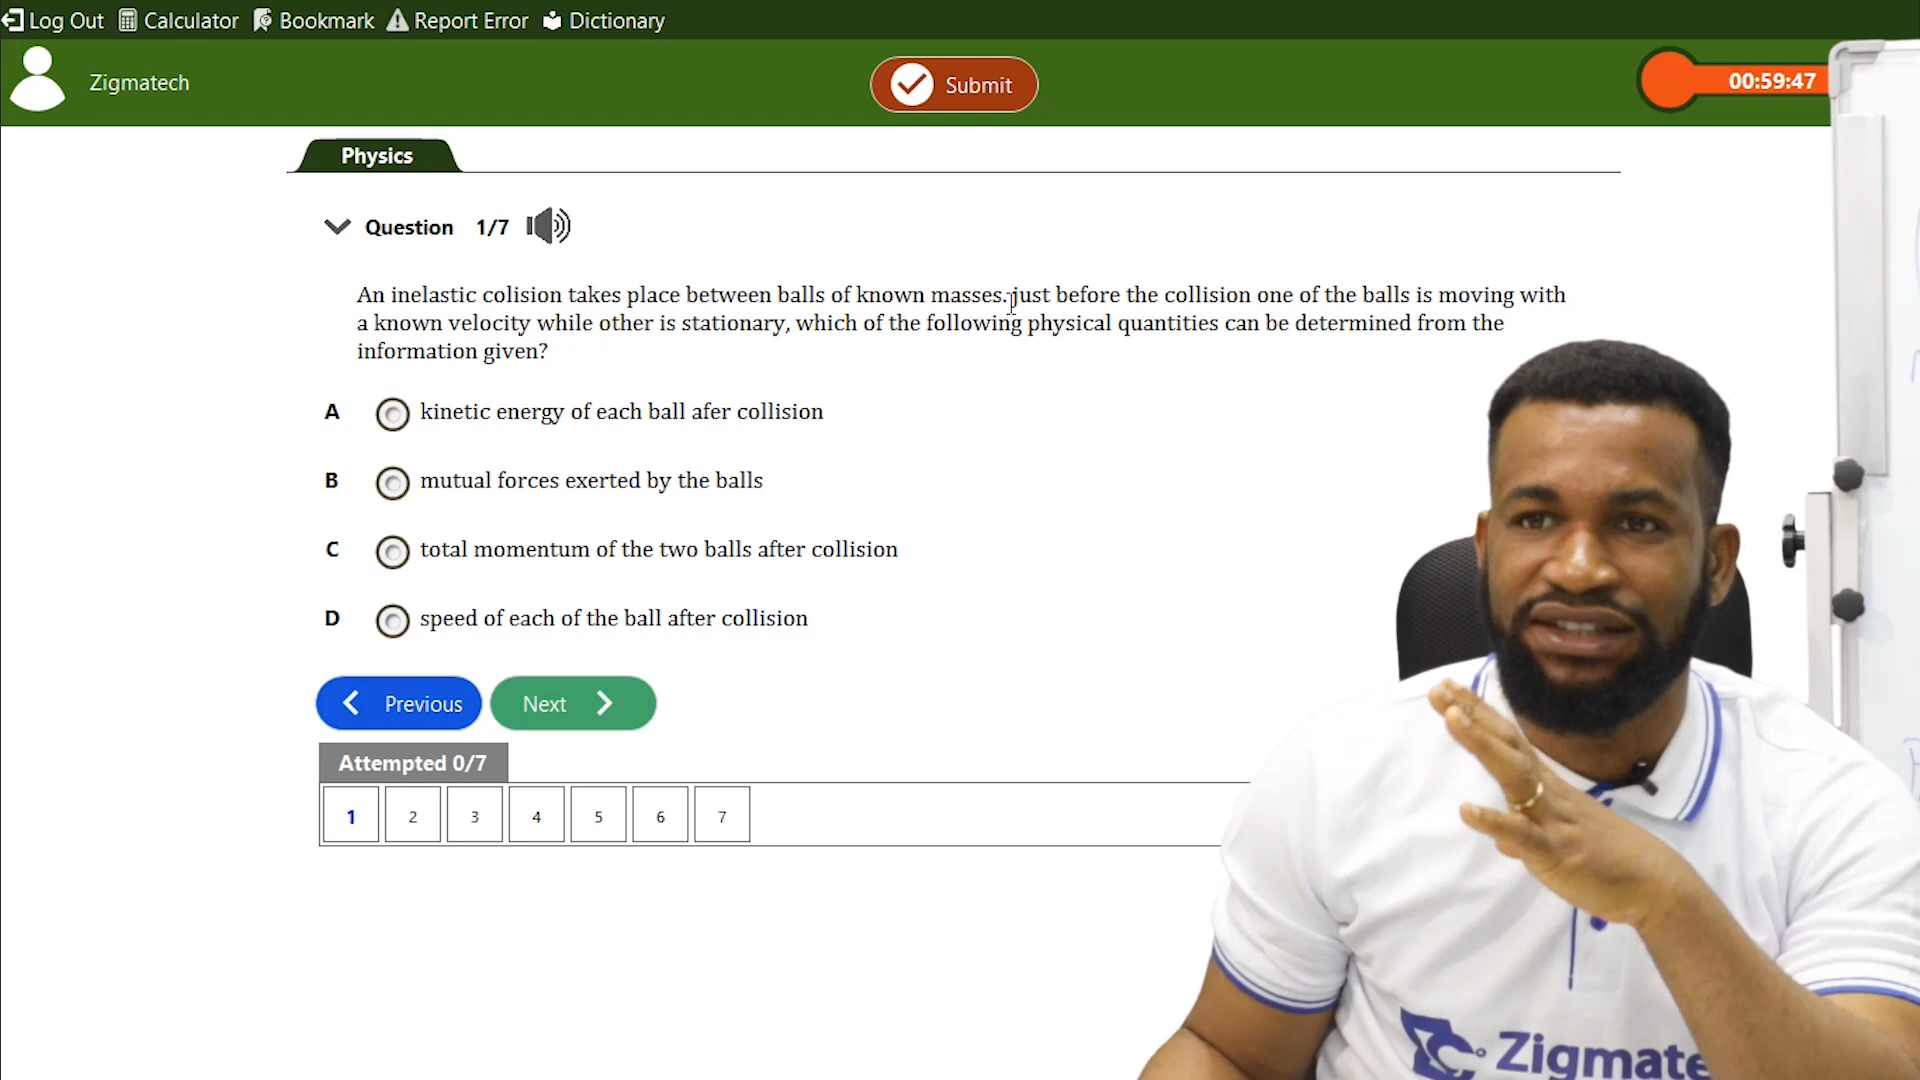 Log Out Calculator Bookmark Report Error Dictionary
Zigmatech
Submit
00:59:47
Physics
Question 1/7
An inelastic colision takes place between balls of known masses. just before the collision one of the balls is moving with
a known velocity while other is stationary, which of the following physical quantities can be determined from the
information given?
A kinetic energy of each ball afer collision
B mutual forces exerted by the balls
C total momentum of the two balls after collision
D speed of each of the ball after collision
Previous Next
Attempted 0/7
1 2 3 4 5 6 7
Zigmate